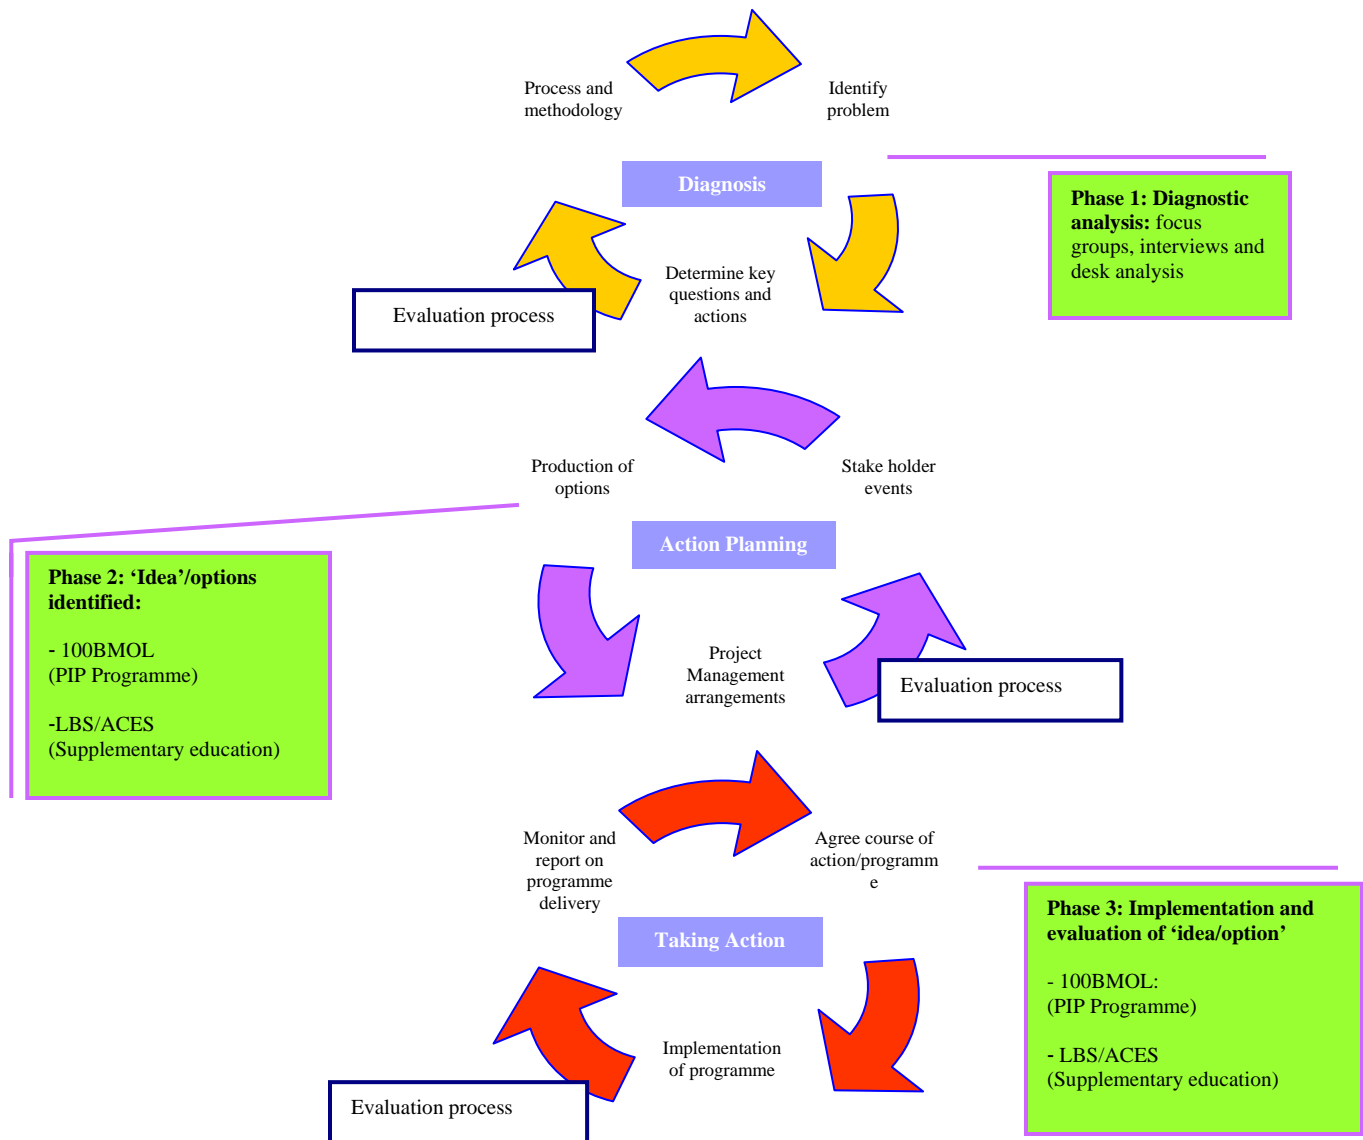 Process and
methodology
Identify
problem
Diagnosis
Phase 1: Diagnostic
analysis: focus
groups, interviews and
desk analysis
Determine key
questions and
actions
Evaluation process
Production of
options
Stake holder
events
Action Planning
Phase 2: ‘Idea’/options
identified:
- 100BMOL
(PIP Programme)
-LBS/ACES
(Supplementary education)
Project
Management
arrangements
Evaluation process
Monitor and
report on
programme
delivery
Agree course of
action/programm
e
Taking Action
Phase 3: Implementation and
evaluation of ‘idea/option’
- 100BMOL:
(PIP Programme)
- LBS/ACES
(Supplementary education)
Implementation
of programme
Evaluation process